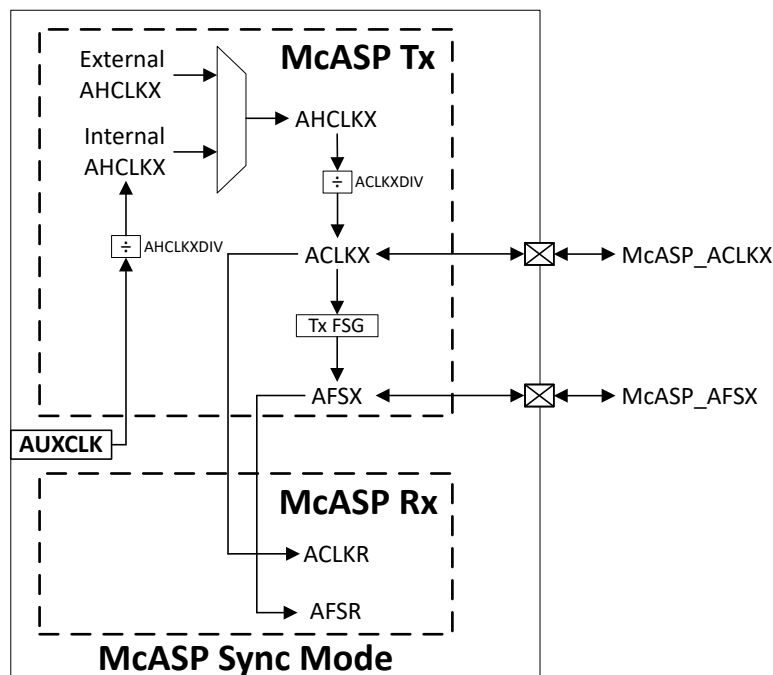 McASP Tx
External
AHCLKX
Internal
AHCLKX
AHCLKX
÷ ACLKXDIV
÷ AHCLKXDIV
ACLKX
McASP_ACLKX
Tx FSG
AFSX
McASP_AFSX
AUXCLK
McASP Rx
ACLKR
AFSR
McASP Sync Mode